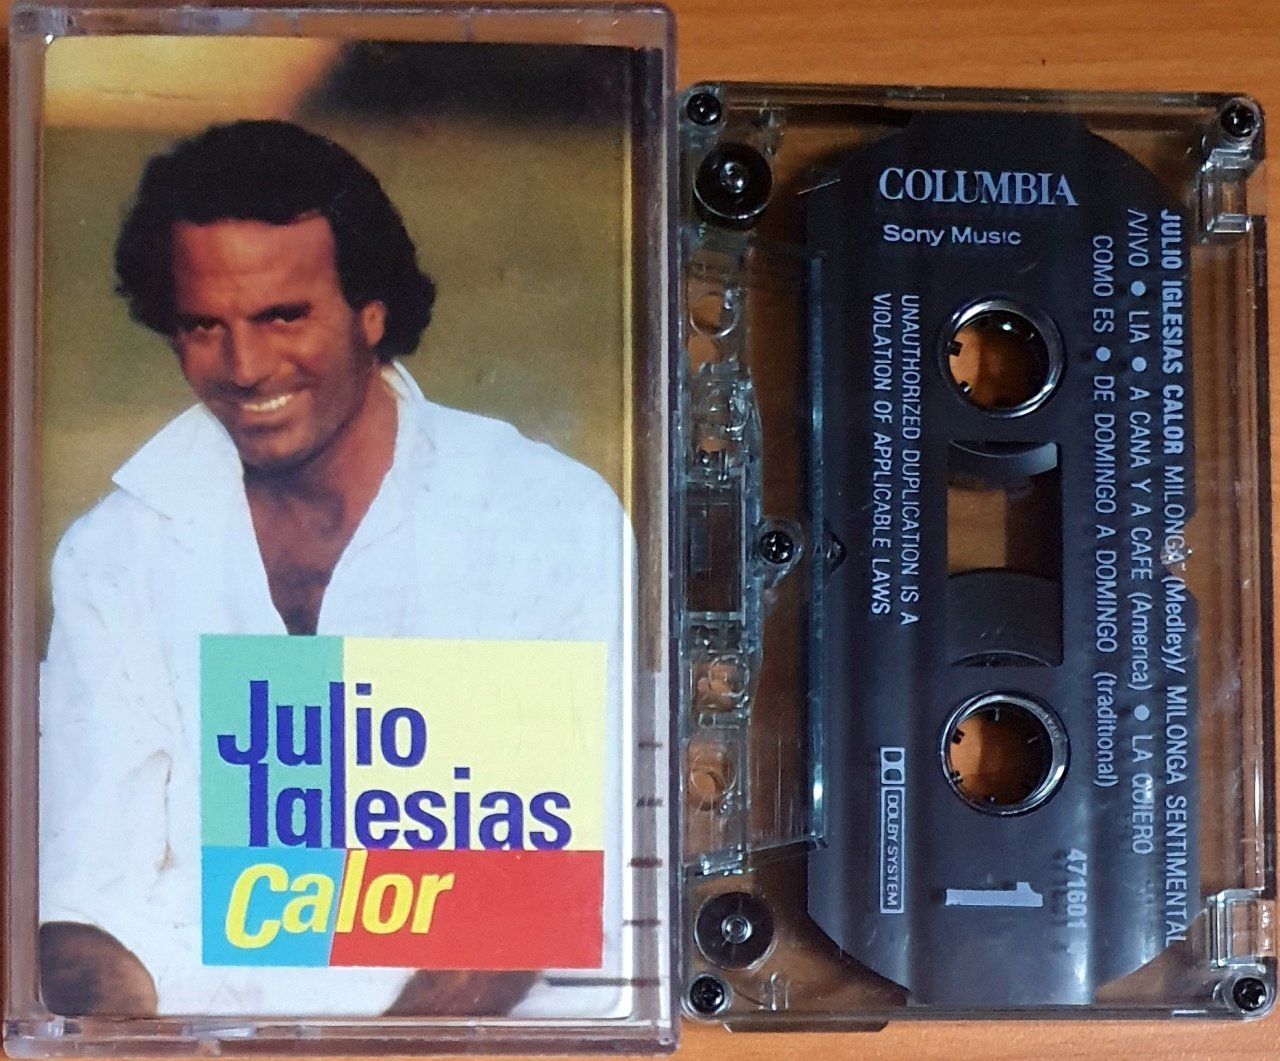 Julio
Iglesias
Calor
COLUMBIA
Sony Music
JULIO IGLESIAS CALOR MILONGA (Medley)/ MILONGA SENTIMENTAL
/VIVO ● LIA ● A CANA Y A CAFE (America) ● LA QUIERO
COMO ES ● DE DOMINGO A DOMINGO (traditional)
UNAUTHORIZED DUPLICATION IS A
VIOLATION OF APPLICABLE LAWS
DOLBY SYSTEM
1
471601